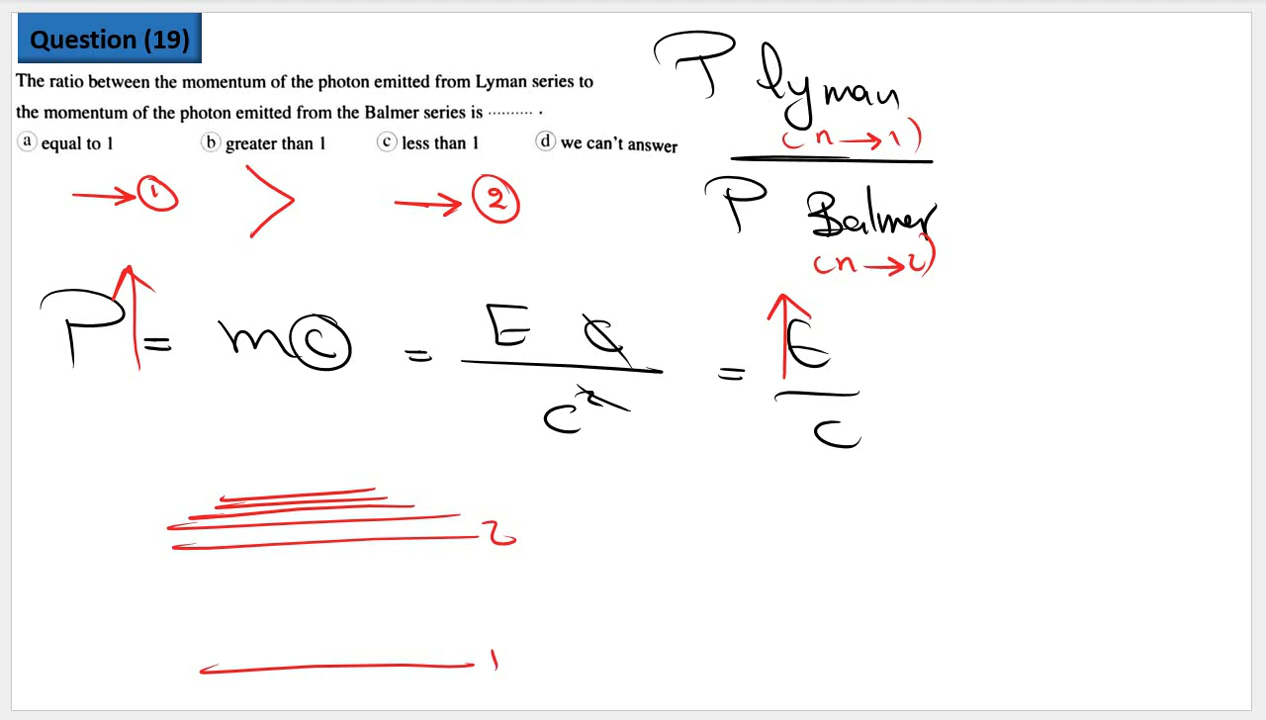 Question (19)
The ratio between the momentum of the photon emitted from Lyman series to
the momentum of the photon emitted from the Balmer series is .......... .
a equal to 1 b greater than 1 c less than 1 d we can't answer
P lyman
(n → 1)
P Balmer
(n → 2)
→ 1 > → 2
P ↑ = m c = E c / c² = ↑ E / c
2
1